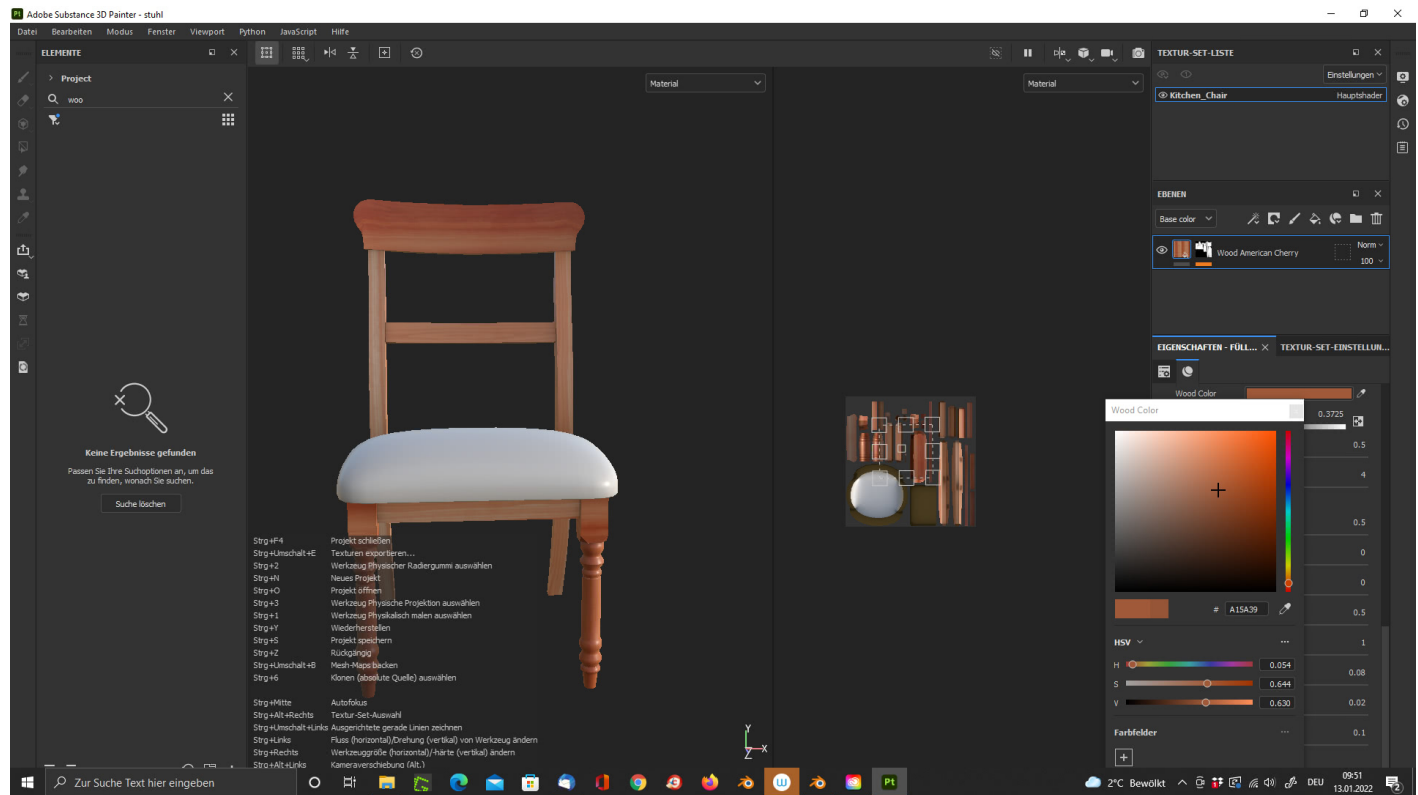 Adobe Substance 3D Painter - stuhl
Datei Bearbeiten Modus Fenster Viewport Python JavaScript Hilfe
ELEMENTE
Project
woo
Keine Ergebnisse gefunden
Passen Sie Ihre Suchoptionen an, um das
zu finden, wonach Sie suchen.
Suche löschen
Material
Material
Strg+F4 Projekt schließen
Strg+Umschalt+E Texturen exportieren...
Strg+2 Werkzeug Physischer Radiergummi auswählen
Strg+N Neues Projekt
Strg+O Projekt öffnen
Strg+3 Werkzeug Physische Projektion auswählen
Strg+1 Werkzeug Physikalisch malen auswählen
Strg+Y Wiederherstellen
Strg+S Projekt speichern
Strg+Z Rückgängig
Strg+Umschalt+B Mesh-Maps backen
Strg+6 Klonen (absolute Quelle) auswählen
Strg+Mitte Autofokus
Strg+Alt+Rechts Textur-Set-Auswahl
Strg+Umschalt+Links Ausgerichtete gerade Linien zeichnen
Strg+Links Fluss (horizontal)/Drehung (vertikal) von Werkzeug ändern
Strg+Rechts Werkzeuggröße (horizontal)/-härte (vertikal) ändern
Strg+Alt+Links Kameraverschiebung (Alt.)
Y
Z X
TEXTUR-SET-LISTE
Einstellungen
Kitchen_Chair Hauptshader
EBENEN
Base color
Wood American Cherry Norm
100
EIGENSCHAFTEN - FÜLL... TEXTUR-SET-EINSTELLUN...
Wood Color
Wood Color
0.3725
0.5
4
0.5
0
0
0.5
1
0.08
0.02
0.1
# A15A39
HSV
H 0.054
S 0.644
V 0.630
Farbfelder
Zur Suche Text hier eingeben
2°C Bewölkt DEU 09:51
13.01.2022